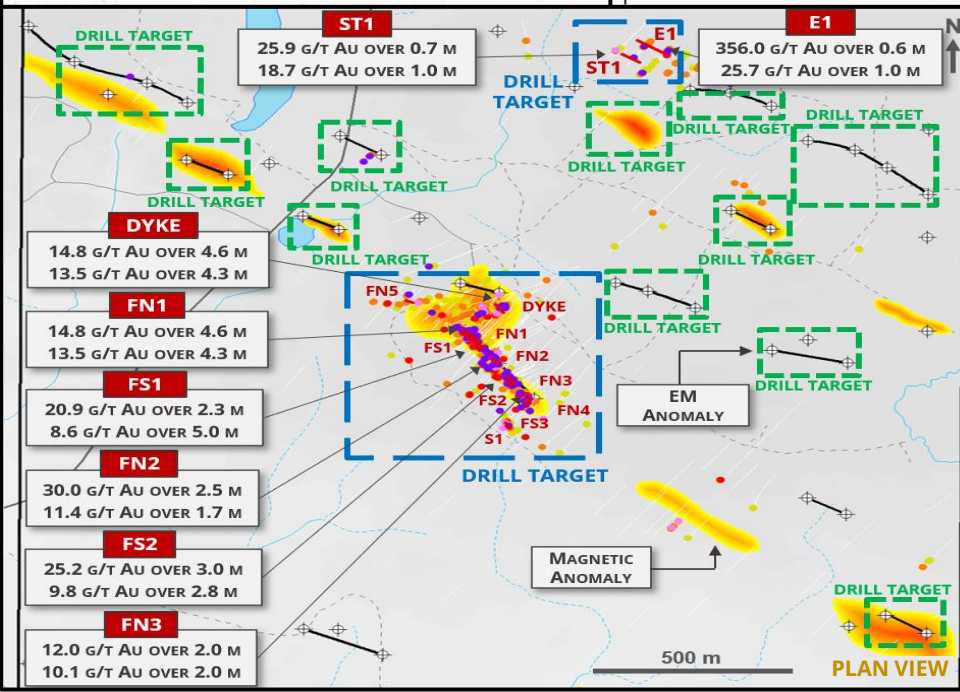 ST1
25.9 G/T AU OVER 0.7 M
18.7 G/T AU OVER 1.0 M
E1
356.0 G/T AU OVER 0.6 M
25.7 G/T AU OVER 1.0 M
N
DRILL TARGET
E1
ST1
DRILL
TARGET
DRILL TARGET
DRILL TARGET
DRILL TARGET
DRILL TARGET
DRILL TARGET
DYKE
14.8 G/T AU OVER 4.6 M
13.5 G/T AU OVER 4.3 M
DRILL TARGET
DRILL TARGET
FN1
14.8 G/T AU OVER 4.6 M
13.5 G/T AU OVER 4.3 M
FN5
DYKE
FN1
FS1
FN2
FN3
FS2
FN4
FS3
S1
DRILL TARGET
DRILL TARGET
DRILL TARGET
EM
ANOMALY
FS1
20.9 G/T AU OVER 2.3 M
8.6 G/T AU OVER 5.0 M
FN2
30.0 G/T AU OVER 2.5 M
11.4 G/T AU OVER 1.7 M
FS2
25.2 G/T AU OVER 3.0 M
9.8 G/T AU OVER 2.8 M
MAGNETIC
ANOMALY
FN3
12.0 G/T AU OVER 2.0 M
10.1 G/T AU OVER 2.0 M
DRILL TARGET
500 m
PLAN VIEW